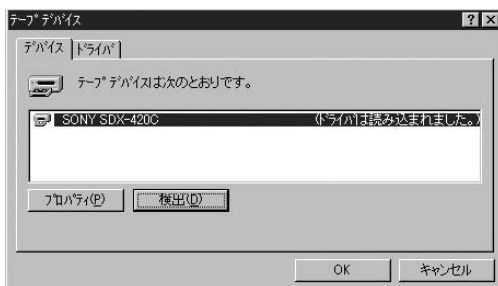 ﾃｰﾌﾟ ﾃﾞﾊﾞｲｽ
? ×
ﾃﾞﾊﾞｲｽ ﾄﾞﾗｲﾊﾞ
ﾃｰﾌﾟ ﾃﾞﾊﾞｲｽは次のとおりです。
SONY SDX-420C (ﾄﾞﾗｲﾊﾞは読み込まれました。)
ﾌﾟﾛﾊﾟﾃｨ(P) 検出(D)
OK ｷｬﾝｾﾙ